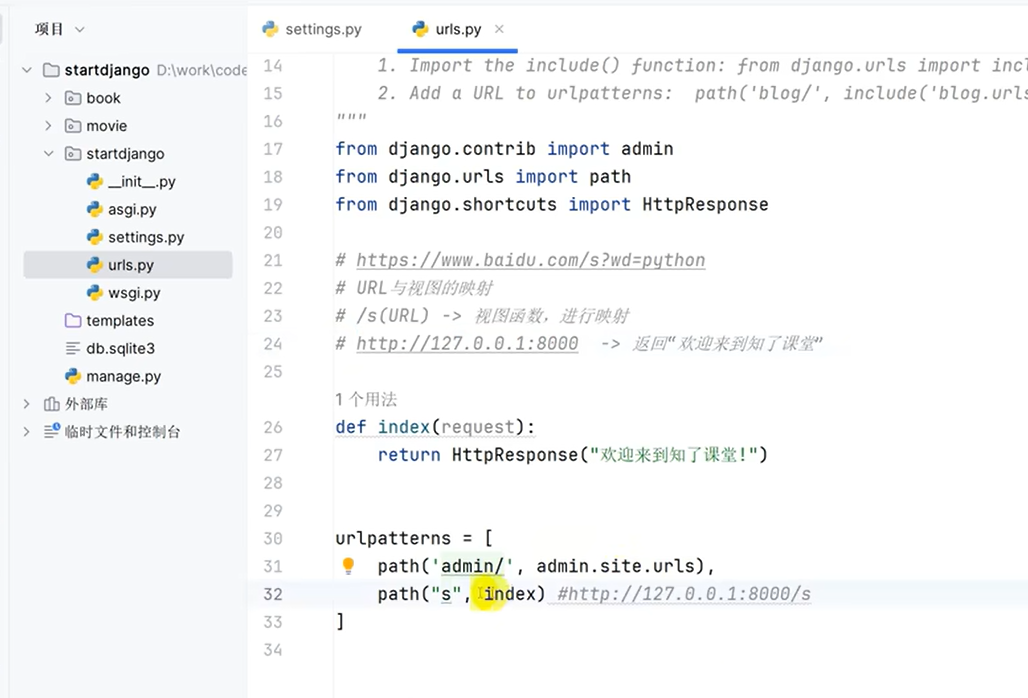 项目
settings.py
urls.py
startdjango D:\work\code
book
movie
startdjango
__init__.py
asgi.py
settings.py
urls.py
wsgi.py
templates
db.sqlite3
manage.py
外部库
临时文件和控制台
14 1. Import the include() function: from django.urls import incl
15 2. Add a URL to urlpatterns: path('blog/', include('blog.urls
16 """
17 from django.contrib import admin
18 from django.urls import path
19 from django.shortcuts import HttpResponse
20
21 # https://www.baidu.com/s?wd=python
22 # URL与视图的映射
23 # /s(URL) -> 视图函数，进行映射
24 # http://127.0.0.1:8000 -> 返回“欢迎来到知了课堂”
25
1 个用法
26 def index(request):
27 return HttpResponse("欢迎来到知了课堂!")
28
29
30 urlpatterns = [
31 path('admin/', admin.site.urls),
32 path("s", index) #http://127.0.0.1:8000/s
33 ]
34